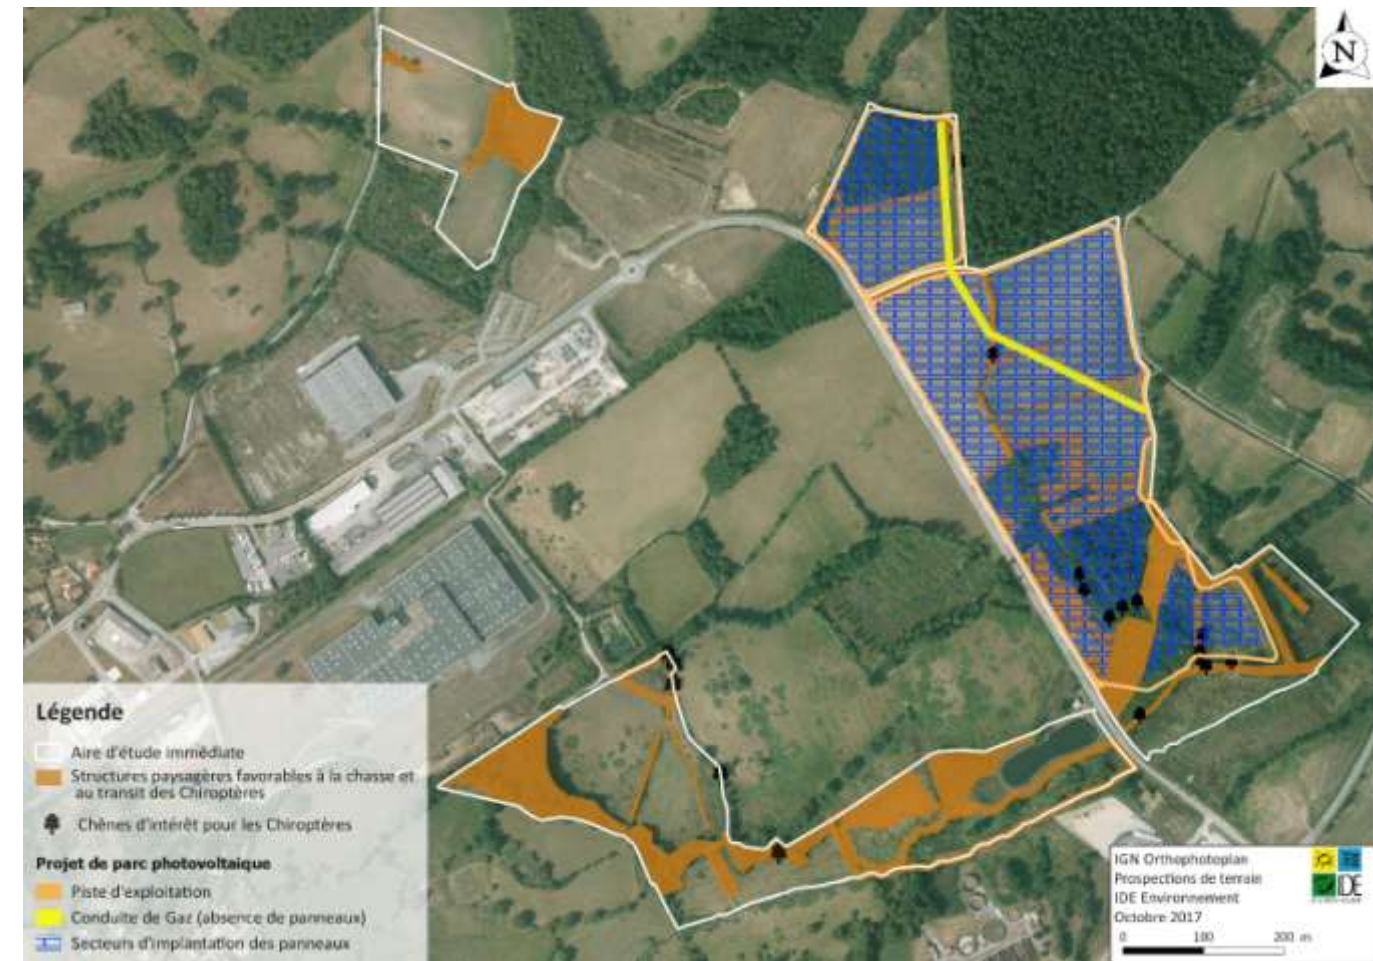 N
Légende
Aire d'étude immédiate
Structures paysagères favorables à la chasse et
au transit des Chiroptères
Chênes d'intérêt pour les Chiroptères
Projet de parc photovoltaique
Piste d'exploitation
Conduite de Gaz (absence de panneaux)
Secteurs d'implantation des panneaux
IGN Orthophotoplan
Prospections de terrain
IDE Environnement
Octobre 2017
IDE
0 100 200 m